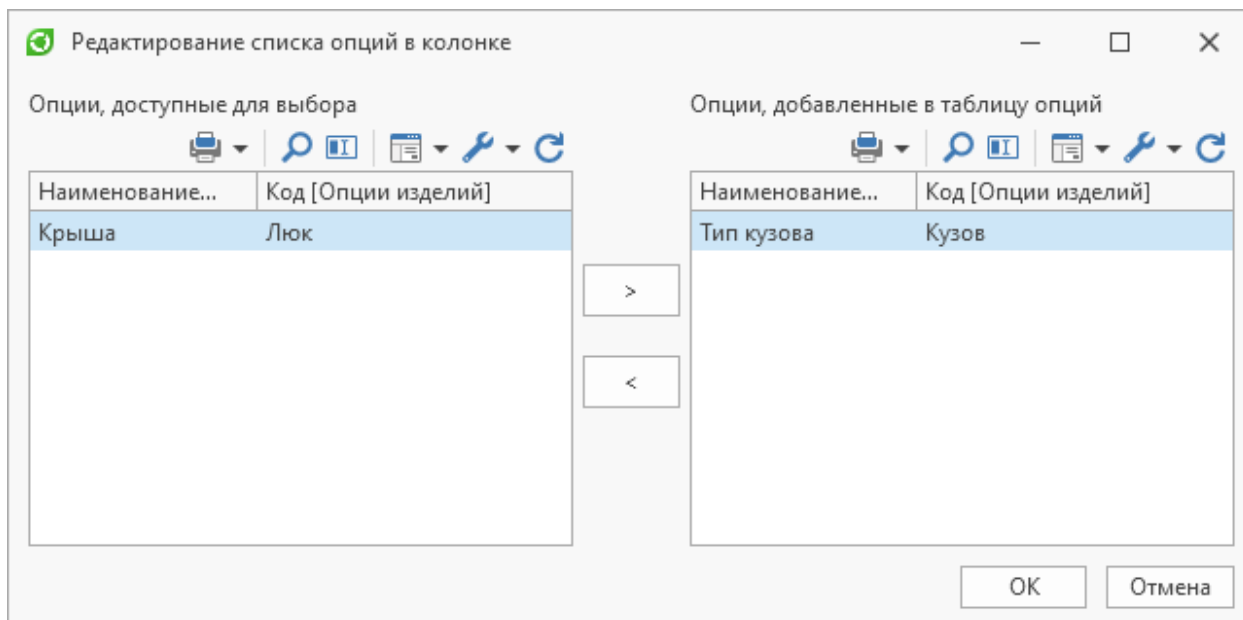 Редактирование списка опций в колонке
Опции, доступные для выбора
Наименование... Код [Опции изделий]
Крыша Люк
>
<
Опции, добавленные в таблицу опций
Наименование... Код [Опции изделий]
Тип кузова Кузов
ОК Отмена